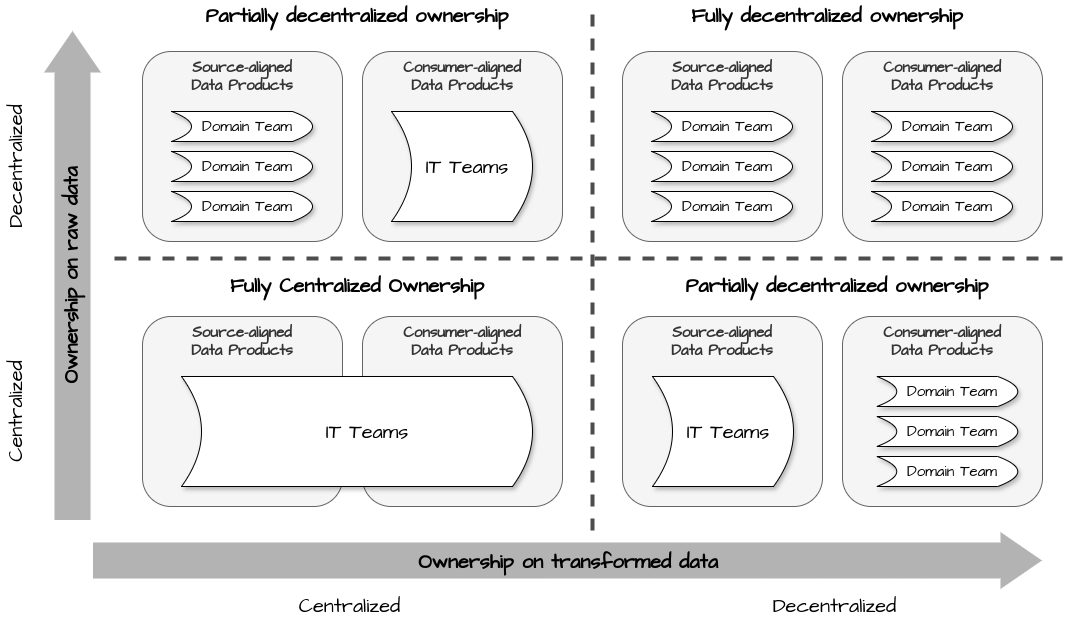 Partially decentralized ownership
Fully decentralized ownership
Source-aligned
Data Products
Domain Team
Domain Team
Domain Team
Consumer-aligned
Data Products
IT Teams
Source-aligned
Data Products
Domain Team
Domain Team
Domain Team
Consumer-aligned
Data Products
Domain Team
Domain Team
Domain Team
Decentralized
Ownership on raw data
Centralized
Fully Centralized Ownership
Partially decentralized ownership
Source-aligned
Data Products
Consumer-aligned
Data Products
IT Teams
Source-aligned
Data Products
IT Teams
Consumer-aligned
Data Products
Domain Team
Domain Team
Domain Team
Ownership on transformed data
Centralized
Decentralized